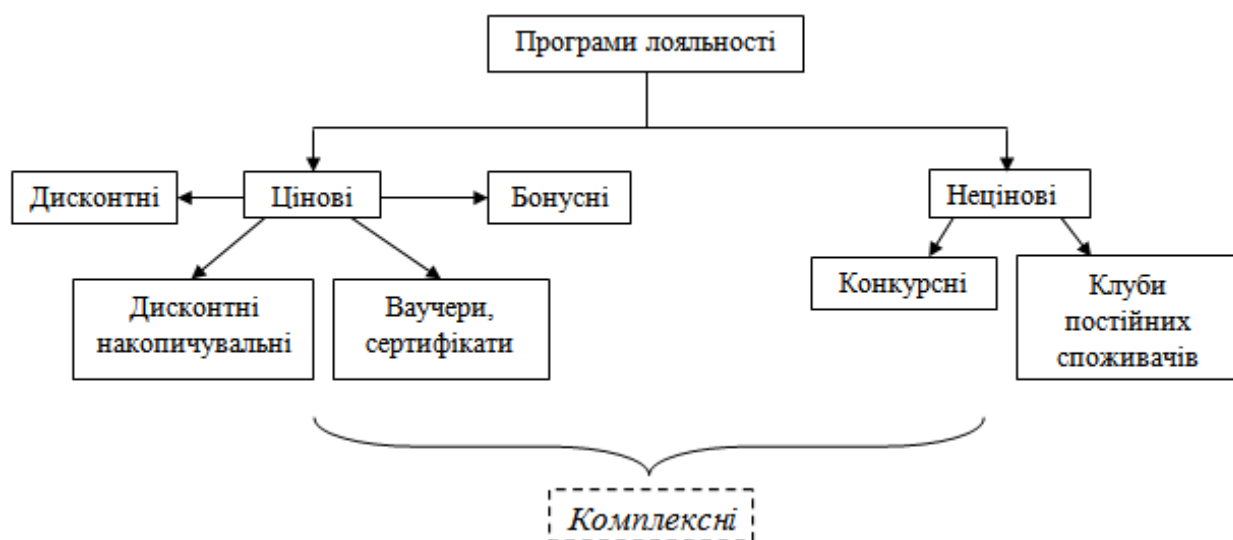 Програми лояльності
Дисконтні
Цінові
Бонусні
Нецінові
Дисконтні
накопичувальні
Ваучери,
сертифікати
Конкурсні
Клуби
постійних
споживачів
Комплексні